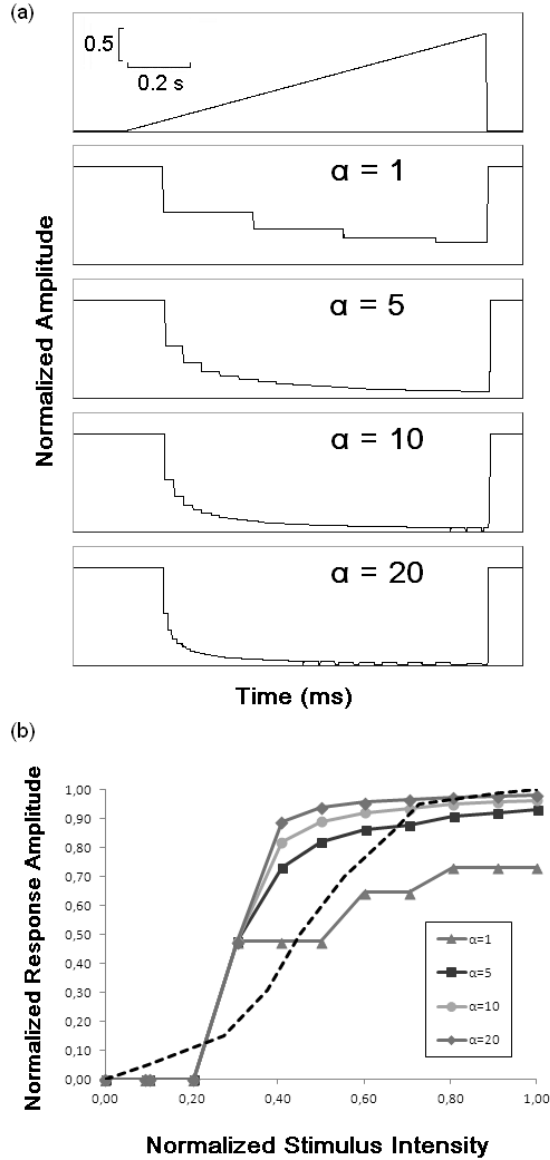 (a)
0.5
0.2 s
α = 1
α = 5
α = 10
α = 20
Normalized Amplitude
Time (ms)
(b)
Normalized Response Amplitude
1,00
0,90
0,80
0,70
0,60
0,50
0,40
0,30
0,20
0,10
0,00
α=1
α=5
α=10
α=20
0,00 0,20 0,40 0,60 0,80 1,00
Normalized Stimulus Intensity